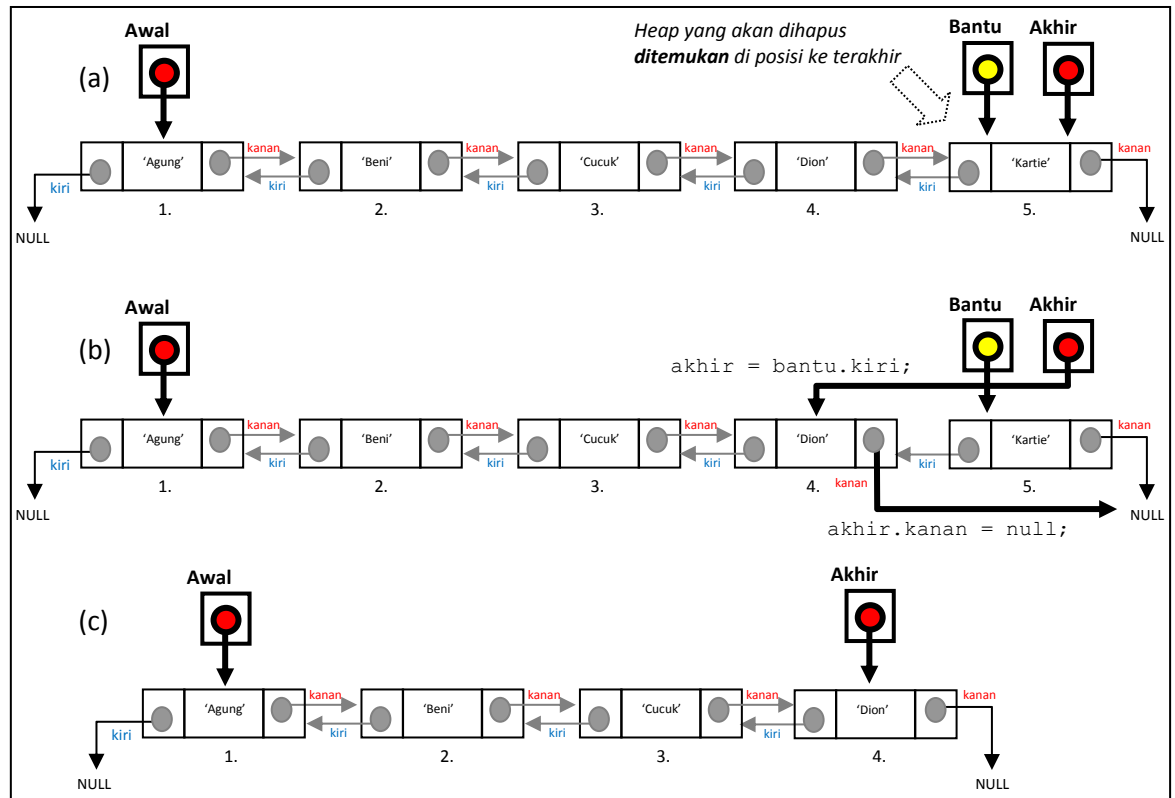 Awal
Heap yang akan dihapus
ditemukan di posisi ke terakhir
Bantu
Akhir
(a)
kiri
'Agung'
kanan
kiri
'Beni'
kanan
kiri
'Cucuk'
kanan
kiri
'Dion'
kanan
kiri
'Kartie'
kanan
1.
2.
3.
4.
5.
NULL
NULL
Awal
Bantu
Akhir
(b)
akhir = bantu.kiri;
kiri
'Agung'
kanan
kiri
'Beni'
kanan
kiri
'Cucuk'
kanan
kiri
'Dion'
kiri
'Kartie'
kanan
1.
2.
3.
4.
kanan
5.
NULL
NULL
akhir.kanan = null;
Awal
Akhir
(c)
kiri
'Agung'
kanan
kiri
'Beni'
kanan
kiri
'Cucuk'
kanan
kiri
'Dion'
kanan
1.
2.
3.
4.
NULL
NULL